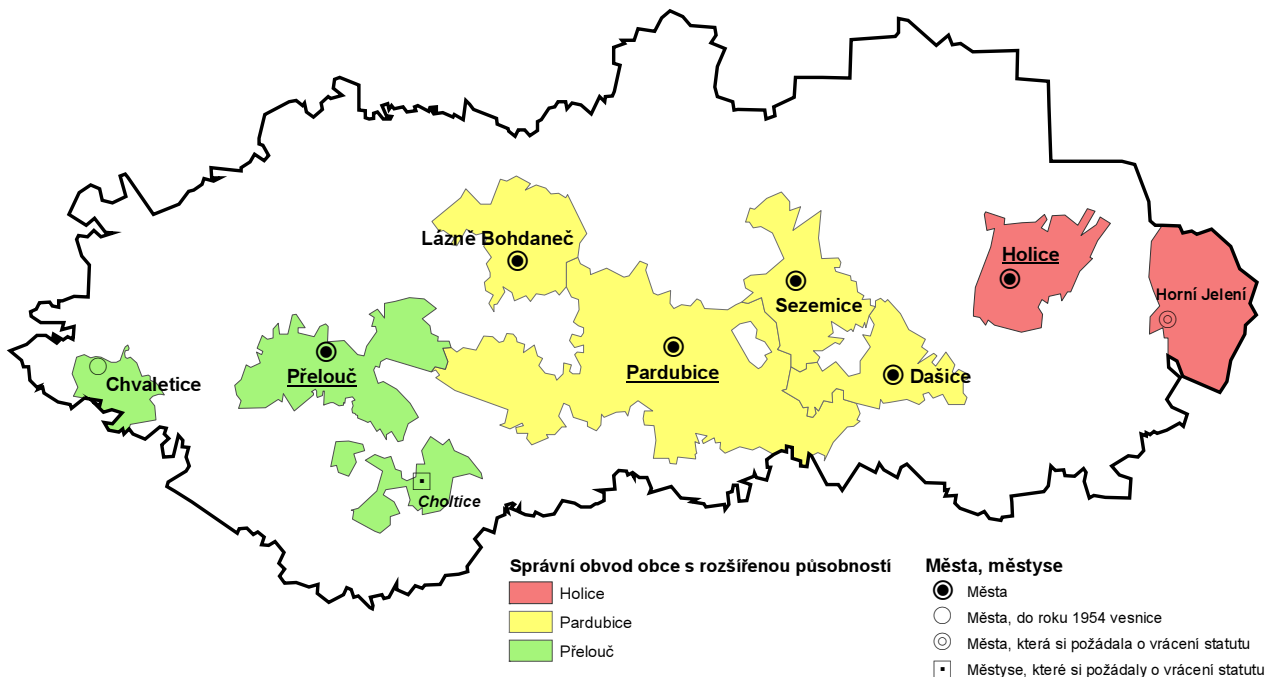 Lázně Bohdaneč
Holice
Sezemice
Horní Jelení
Pardubice
Přelouč
Dašice
Chvaletice
Choltice
Správní obvod obce s rozšířenou působností
Holice
Pardubice
Přelouč
Města, městyse
Města
Města, do roku 1954 vesnice
Města, která si požádala o vrácení statutu
Městyse, které si požádaly o vrácení statutu